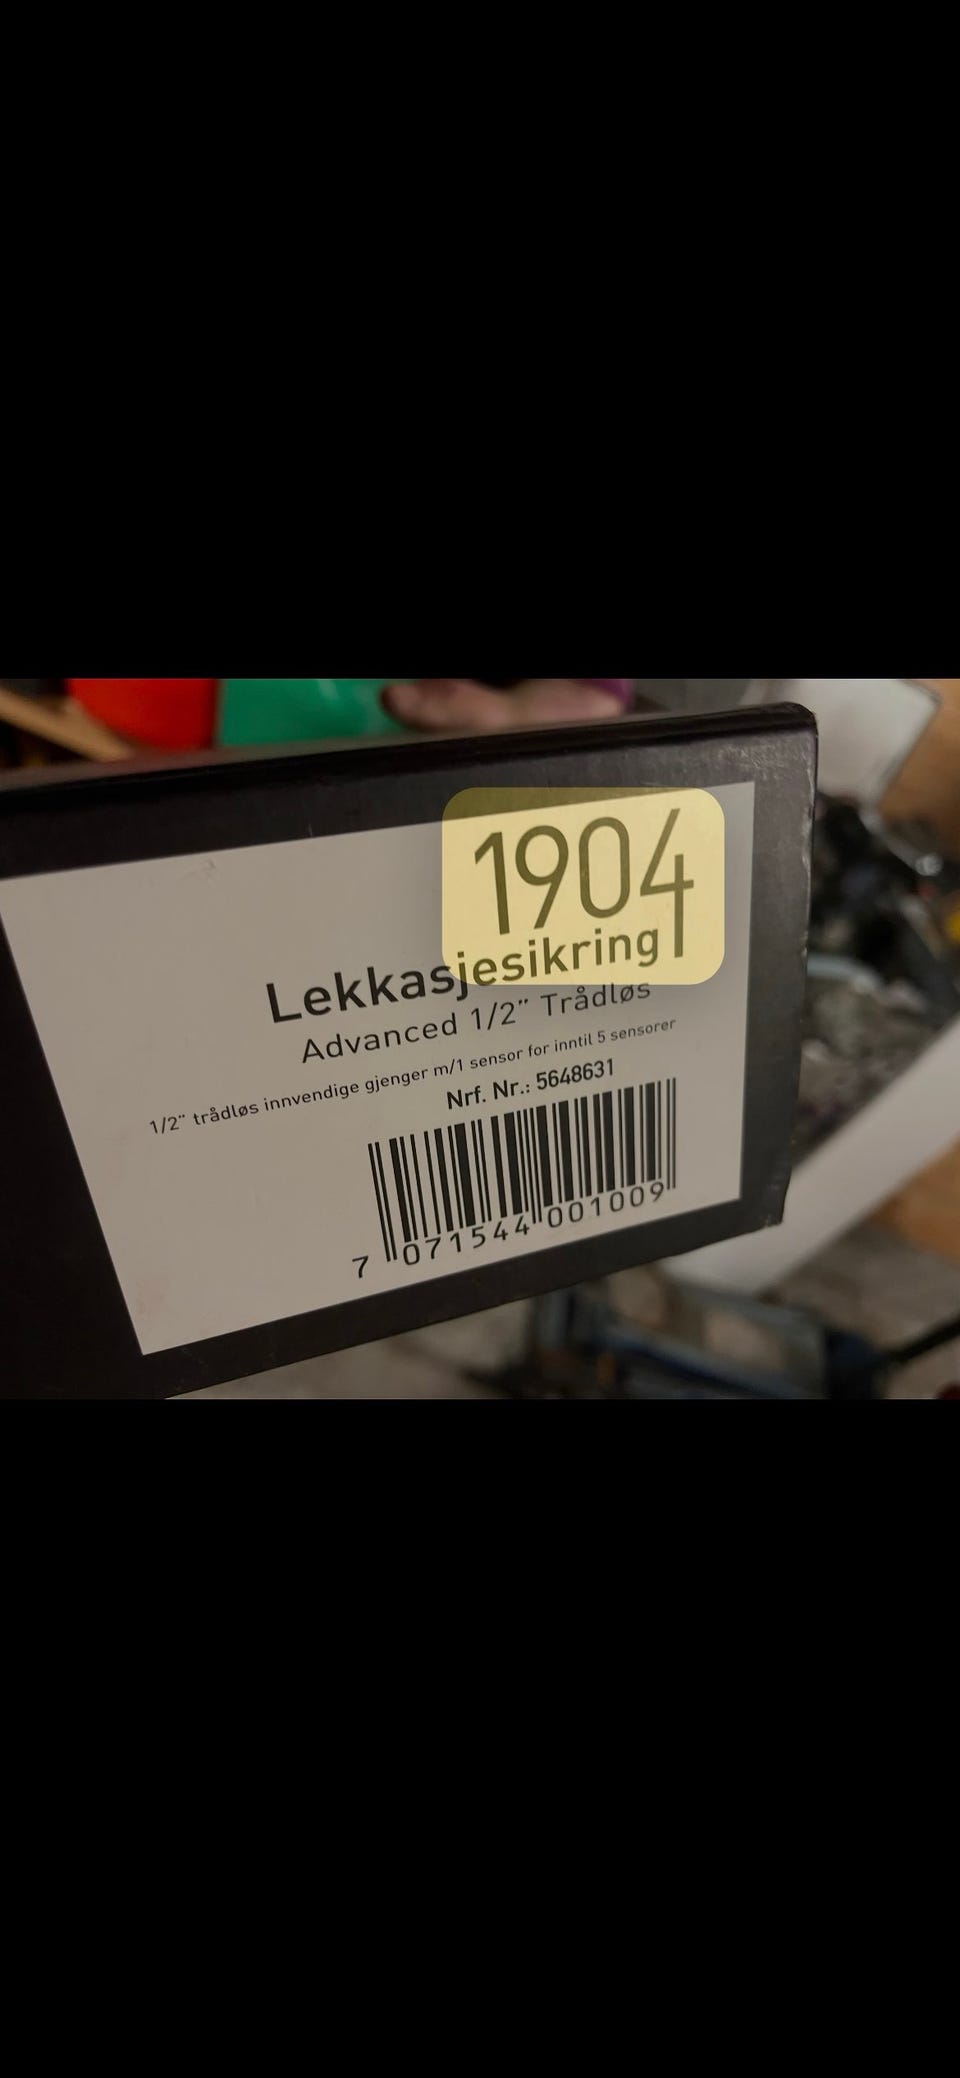 1904
Lekkasjesikring
Advanced 1/2" Trådløs
1/2" trådløs innvendige gjenger m/1 sensor for inntil 5 sensorer
Nrf. Nr.: 5648631
7 071544 001009